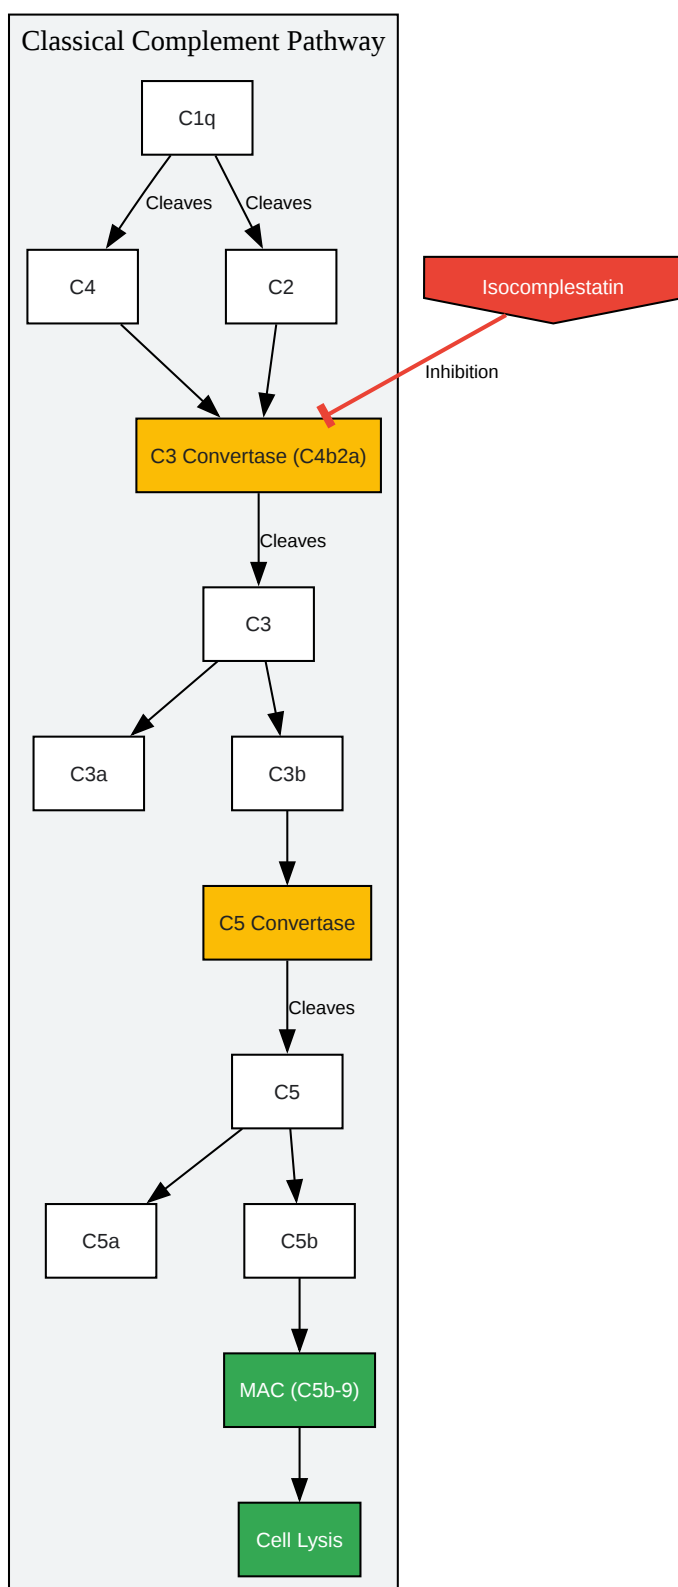 Classical Complement Pathway
C1q
Cleaves
Cleaves
C4
C2
Isocomplestatin
Inhibition
C3 Convertase (C4b2a)
Cleaves
C3
C3a
C3b
C5 Convertase
Cleaves
C5
C5a
C5b
MAC (C5b-9)
Cell Lysis